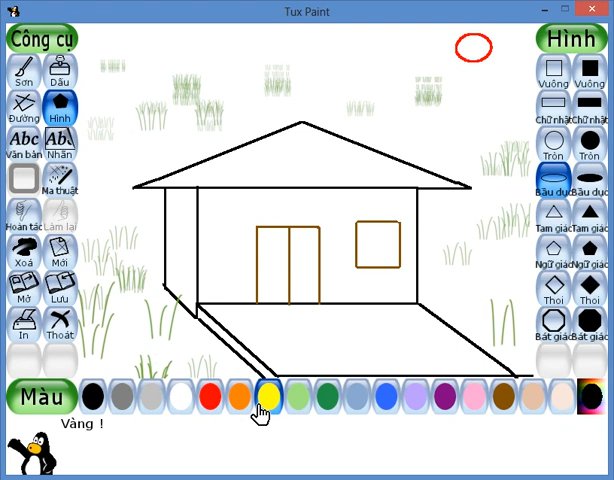 Tux Paint
Công cụ
Hình
Sơn
Dấu
Vuông
Vuông
Đường
Hình
Chữ nhật
Chữ nhật
Abc
Văn bản
Abc
Nhãn
Tròn
Tròn
Ma thuật
Bầu dục
Bầu dục
Hoàn tác
Làm lại
Tam giác
Tam giác
Xoá
Mới
Ngũ giác
Ngũ giác
Mở
Lưu
Thoi
Thoi
In
Thoát
Bát giác
Bát giác
Màu
Vàng !